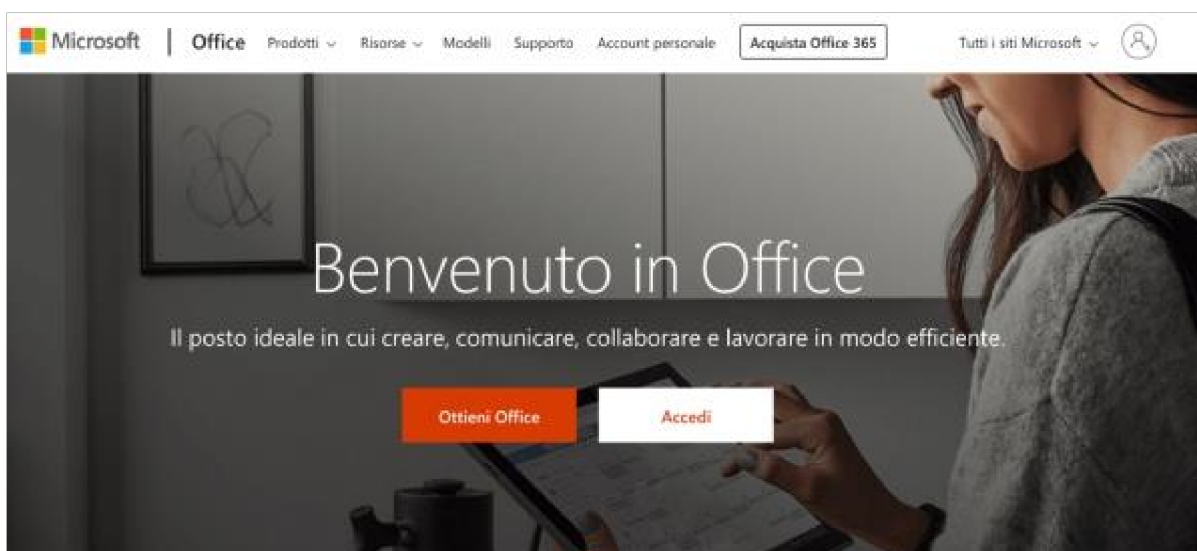 Microsoft Office Prodotti Risorse Modelli Supporto Account personale Acquista Office 365 Tutti i siti Microsoft
Benvenuto in Office
Il posto ideale in cui creare, comunicare, collaborare e lavorare in modo efficiente.
Ottieni Office Accedi